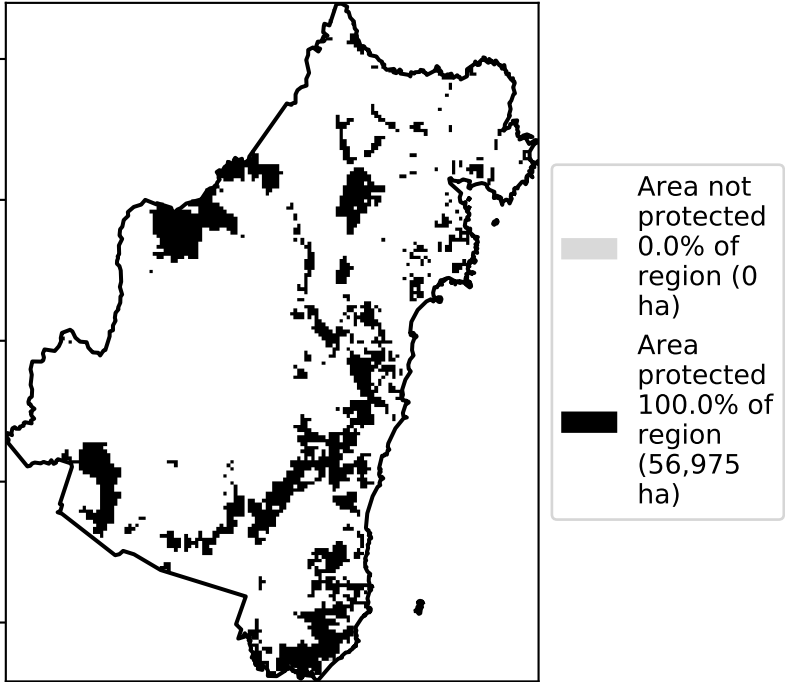 Area not
protected
0.0% of
region (0
ha)
Area
protected
100.0% of
region
(56,975
ha)